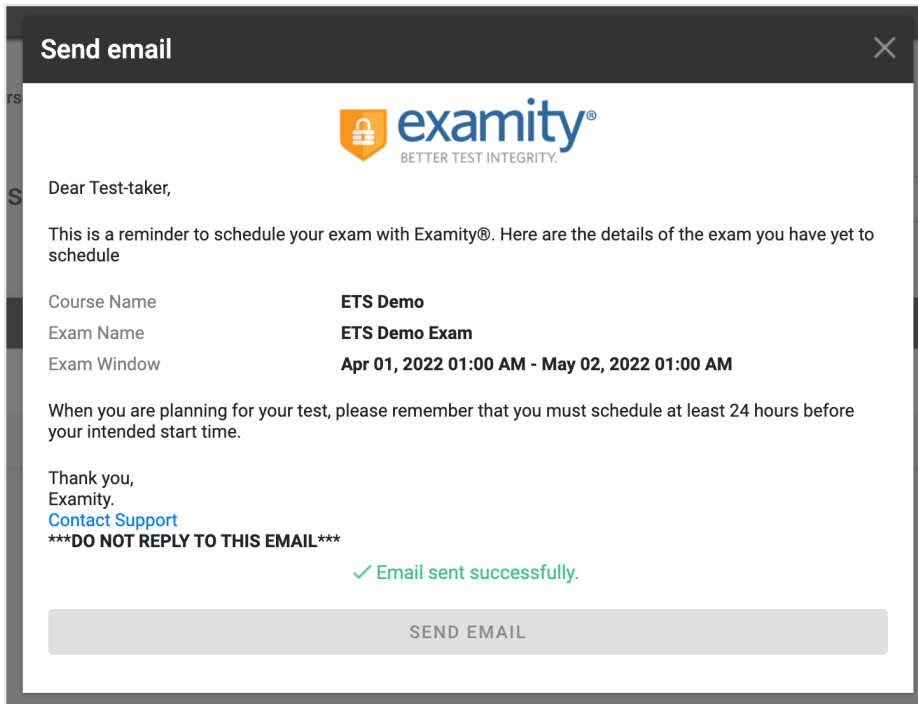 Send email
rs
examity®
BETTER TEST INTEGRITY.
Dear Test-taker,
S
This is a reminder to schedule your exam with Examity®. Here are the details of the exam you have yet to
schedule
Course Name ETS Demo
Exam Name ETS Demo Exam
Exam Window Apr 01, 2022 01:00 AM - May 02, 2022 01:00 AM
When you are planning for your test, please remember that you must schedule at least 24 hours before
your intended start time.
Thank you,
Examity.
Contact Support
***DO NOT REPLY TO THIS EMAIL***
Email sent successfully.
SEND EMAIL